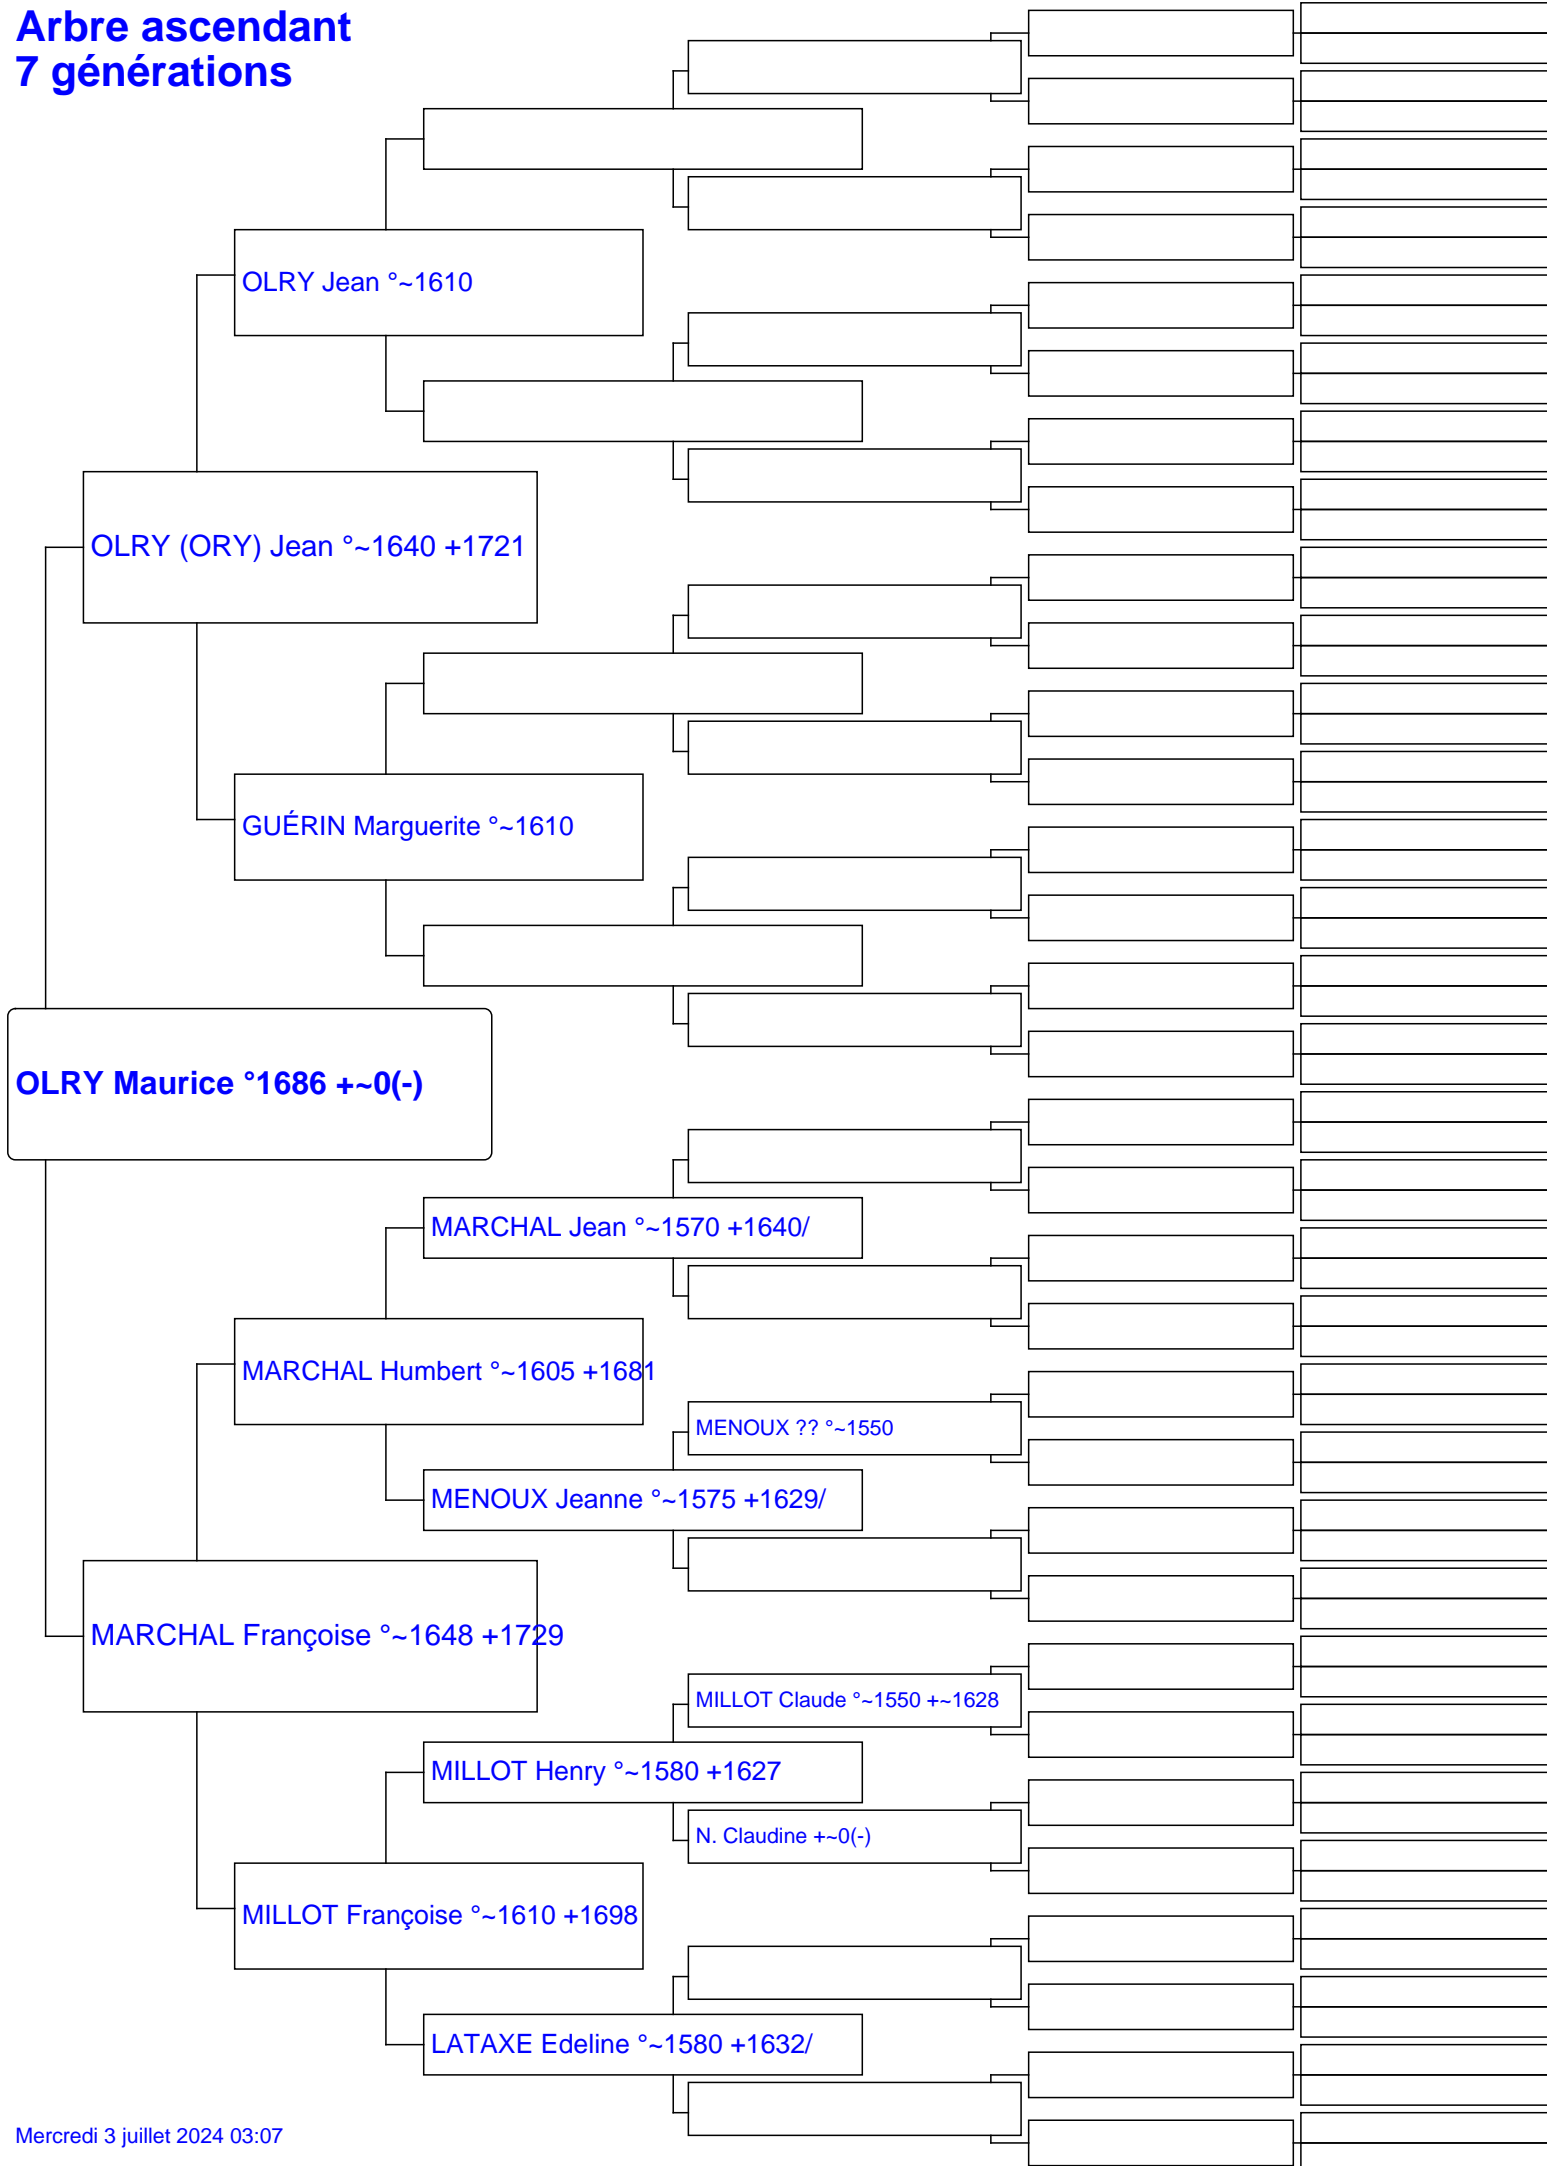 Arbre ascendant
7 générations
OLRY Jean °~1610
OLRY (ORY) Jean °~1640 +1721
GUÉRIN Marguerite °~1610
OLRY Maurice °1686 +~0(-)
MARCHAL Jean °~1570 +1640/
MARCHAL Humbert °~1605 +1681
MENOUX ?? °~1550
MENOUX Jeanne °~1575 +1629/
MARCHAL Françoise °~1648 +1729
MILLOT Claude °~1550 +~1628
MILLOT Henry °~1580 +1627
N. Claudine +~0(-)
MILLOT Françoise °~1610 +1698
LATAXE Edeline °~1580 +1632/
Mercredi 3 juillet 2024 03:07